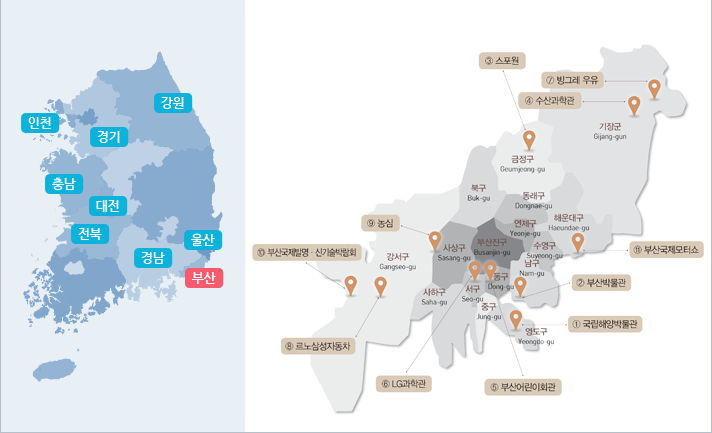 강원
인천
경기
충남
대전
전북
울산
경남
부산
③ 스포원
⑦ 빙그레 우유
④ 수산과학관
기장군
Gijang-gun
금정구
Geumjeong-gu
북구
Buk-gu
동래구
Dongnae-gu
⑨ 농심
연제구
Yeonje-gu
해운대구
Haeundae-gu
⑩ 부산국제발명 · 신기술박람회
강서구
Gangseo-gu
사상구
Sasang-gu
부산진구
Busanjin-gu
수영구
Suyeong-gu
⑪ 부산국제모터쇼
남구
Nam-gu
동구
Dong-gu
② 부산박물관
사하구
Saha-gu
서구
Seo-gu
중구
Jung-gu
① 국립해양박물관
영도구
Yeongdo-gu
⑧ 르노삼성자동차
⑥ LG과학관
⑤ 부산어린이회관